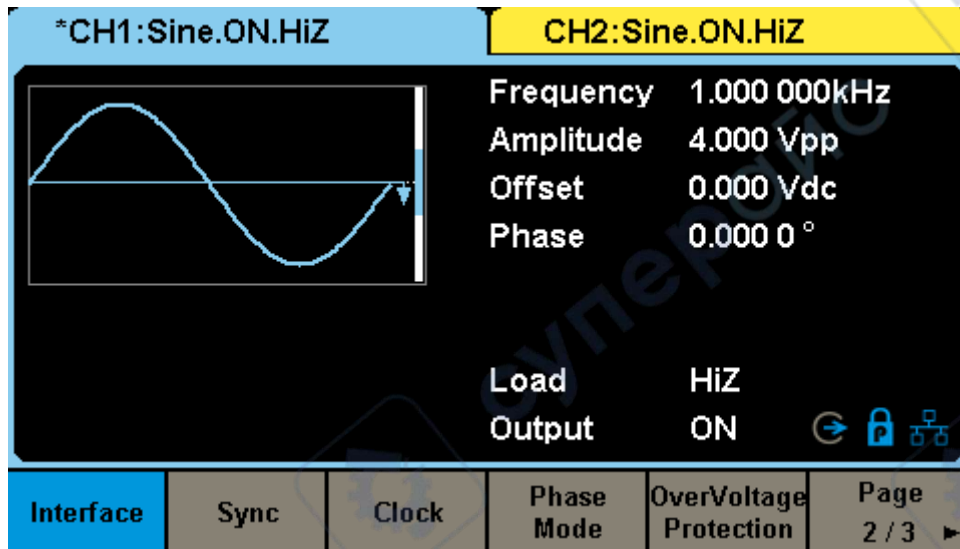 *CH1:Sine.ON.HiZ
CH2:Sine.ON.HiZ
Frequency 1.000 000kHz
Amplitude 4.000 Vpp
Offset 0.000 Vdc
Phase 0.000 0 °
Load HiZ
Output ON
P
Interface
Sync
Clock
Phase
Mode
OverVoltage
Protection
Page
2 / 3 ►
суперайс